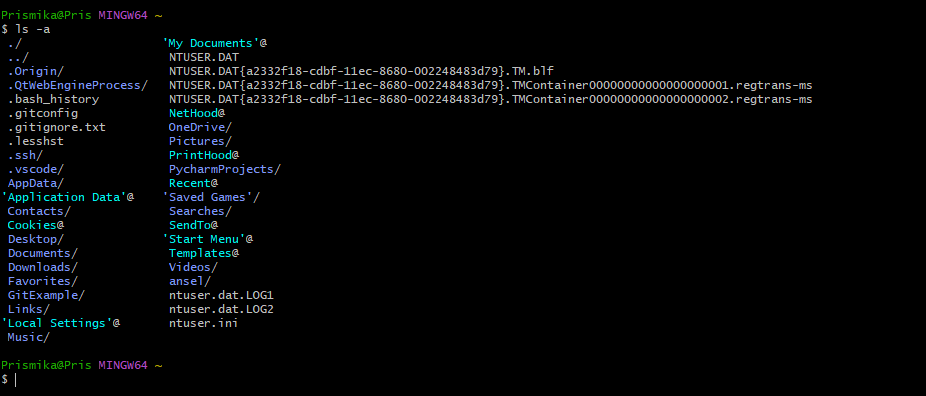 Prismika@Pris MINGW64 ~
$ ls -a
./ 'My Documents'@
../ NTUSER.DAT
.Origin/ NTUSER.DAT{a2332f18-cdbf-11ec-8680-002248483d79}.TM.blf
.QtWebEngineProcess/ NTUSER.DAT{a2332f18-cdbf-11ec-8680-002248483d79}.TMContainer00000000000000000001.regtrans-ms
.bash_history NTUSER.DAT{a2332f18-cdbf-11ec-8680-002248483d79}.TMContainer00000000000000000002.regtrans-ms
.gitconfig NetHood@
.gitignore.txt OneDrive/
.lesshst Pictures/
.ssh/ PrintHood@
.vscode/ PycharmProjects/
AppData/ Recent@
'Application Data'@ 'Saved Games'/
Contacts/ Searches/
Cookies@ SendTo@
Desktop/ 'Start Menu'@
Documents/ Templates@
Downloads/ Videos/
Favorites/ ansel/
GitExample/ ntuser.dat.LOG1
Links/ ntuser.dat.LOG2
'Local Settings'@ ntuser.ini
Music/
Prismika@Pris MINGW64 ~
$